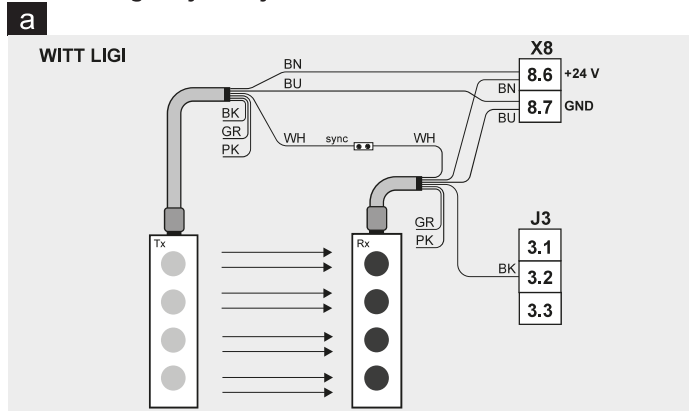 a
WITT LIGI
X8
BN
8.6 +24 V
BU
BN
8.7 GND
BU
BK
GR
PK
WH sync WH
GR
PK
J3
3.1
BK 3.2
3.3
Tx
Rx